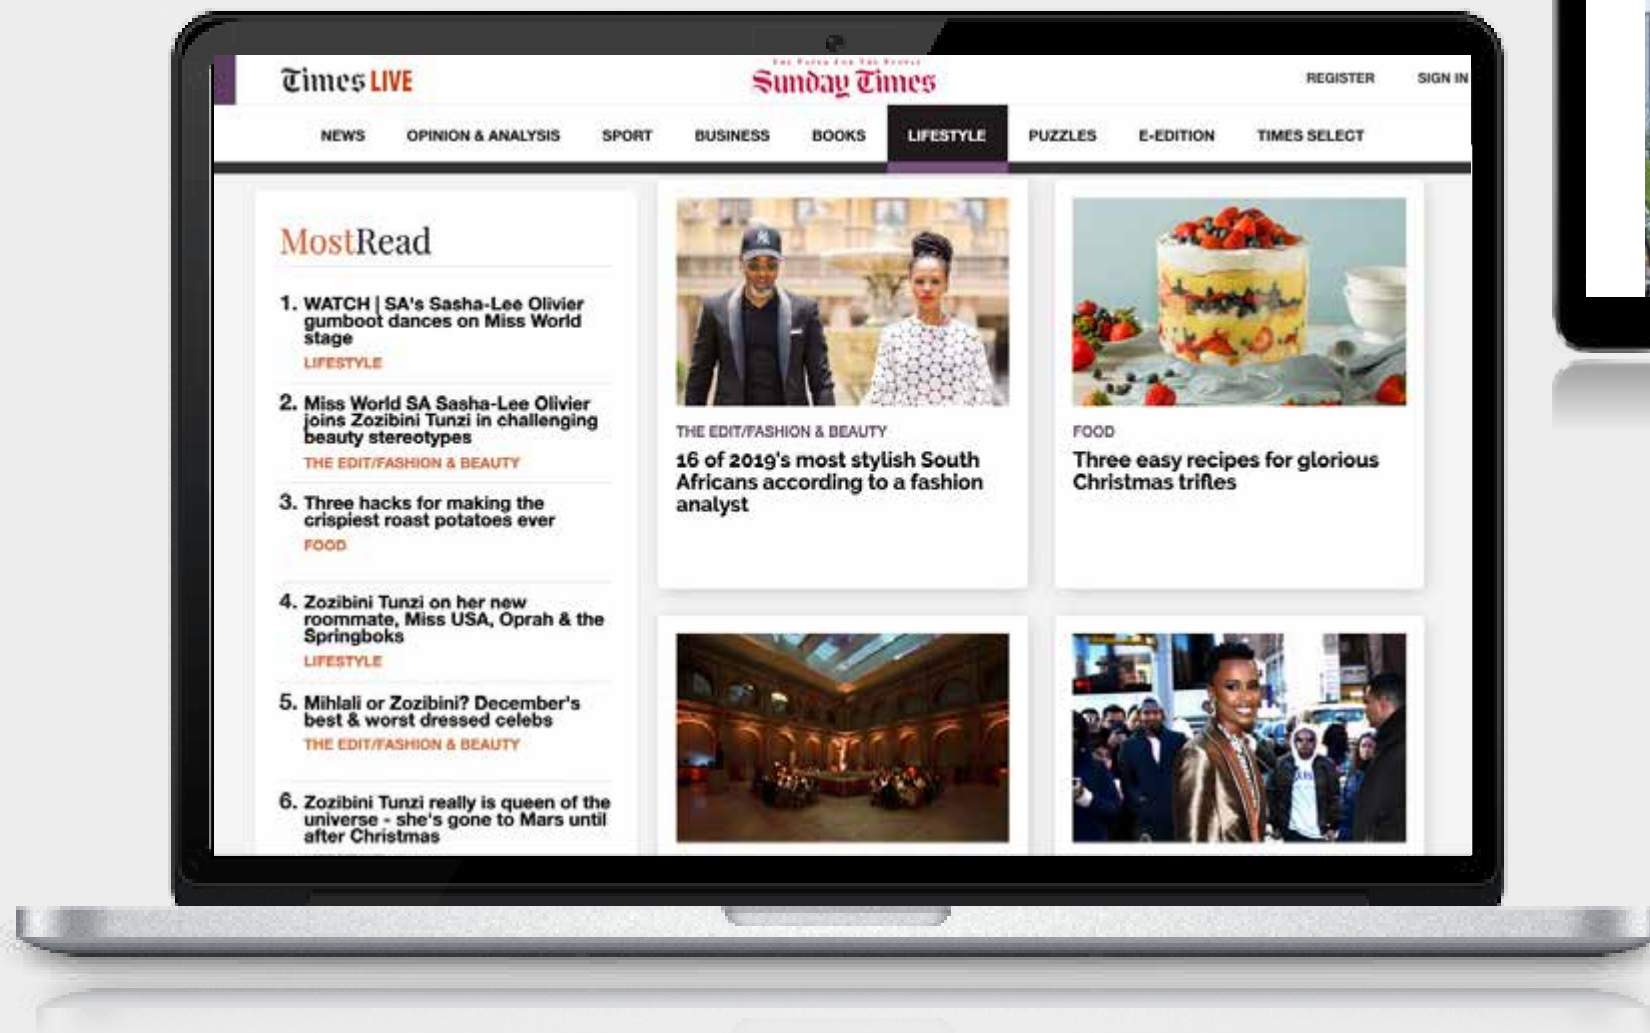 Times LIVE
THE PAPER FOR THE PEOPLE
Sunday Times
REGISTER SIGN IN
NEWS OPINION & ANALYSIS SPORT BUSINESS BOOKS LIFESTYLE PUZZLES E-EDITION TIMES SELECT
MostRead
1. WATCH | SA's Sasha-Lee Olivier
gumboot dances on Miss World
stage
LIFESTYLE
2. Miss World SA Sasha-Lee Olivier
joins Zozibini Tunzi in challenging
beauty stereotypes
THE EDIT/FASHION & BEAUTY
3. Three hacks for making the
crispiest roast potatoes ever
FOOD
4. Zozibini Tunzi on her new
roommate, Miss USA, Oprah & the
Springboks
LIFESTYLE
5. Mihlali or Zozibini? December's
best & worst dressed celebs
THE EDIT/FASHION & BEAUTY
6. Zozibini Tunzi really is queen of the
universe - she's gone to Mars until
after Christmas
THE EDIT/FASHION & BEAUTY
16 of 2019's most stylish South
Africans according to a fashion
analyst
FOOD
Three easy recipes for glorious
Christmas trifles